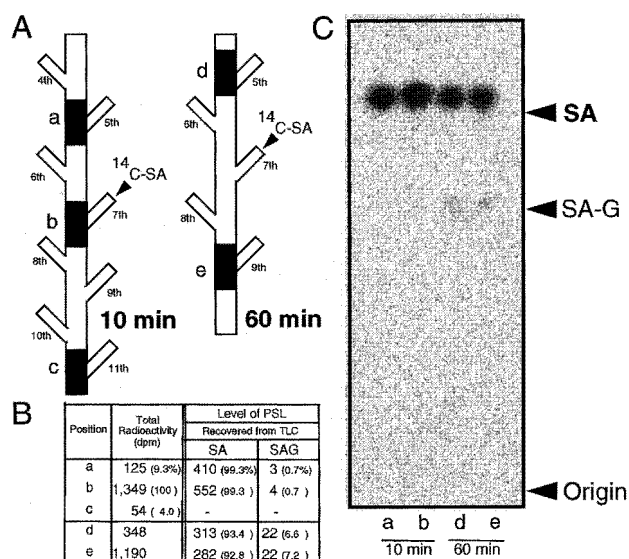 A
C
4th
a
5th
6th
14C-SA
b
7th
8th
9th
10 min
10th
c
11th
d
5th
6th
14C-SA
7th
8th
e
9th
60 min
SA
SA-G
Origin
a b d e
10 min 60 min
B
Position Total Radioactivity (dpm) Level of PSL
Recovered from TLC
SA SAG
a 125 (9.3%) 410 (99.3%) 3 (0.7%)
b 1,349 (100 ) 552 (99.3 ) 4 (0.7 )
c 54 ( 4.0 ) - -
d 348 313 (93.4 ) 22 (6.6 )
e 1,190 282 (92.8 ) 22 (7.2 )